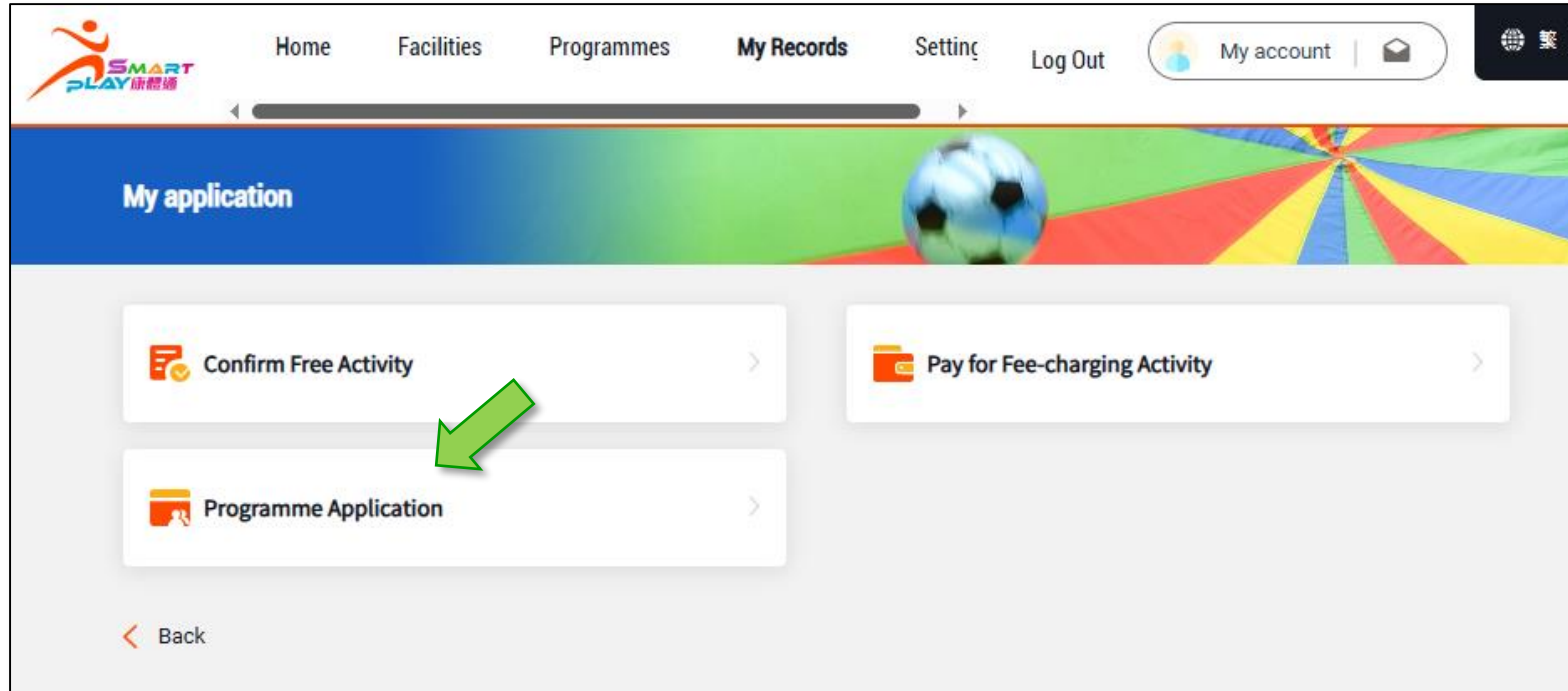 SMART
PLAY康體通
Home Facilities Programmes My Records Setting Log Out My account | 繁
My application
Confirm Free Activity
Pay for Fee-charging Activity
Programme Application
Back